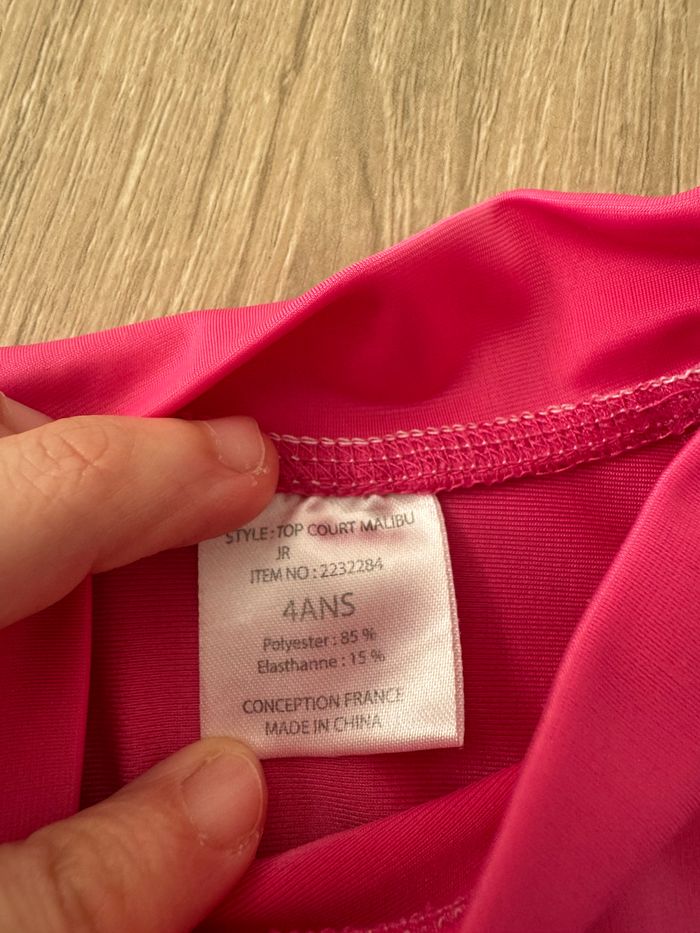 STYLE : TOP COURT MALIBU
JR
ITEM NO : 2232284
4ANS
Polyester : 85 %
Elasthanne : 15 %
CONCEPTION FRANCE
MADE IN CHINA